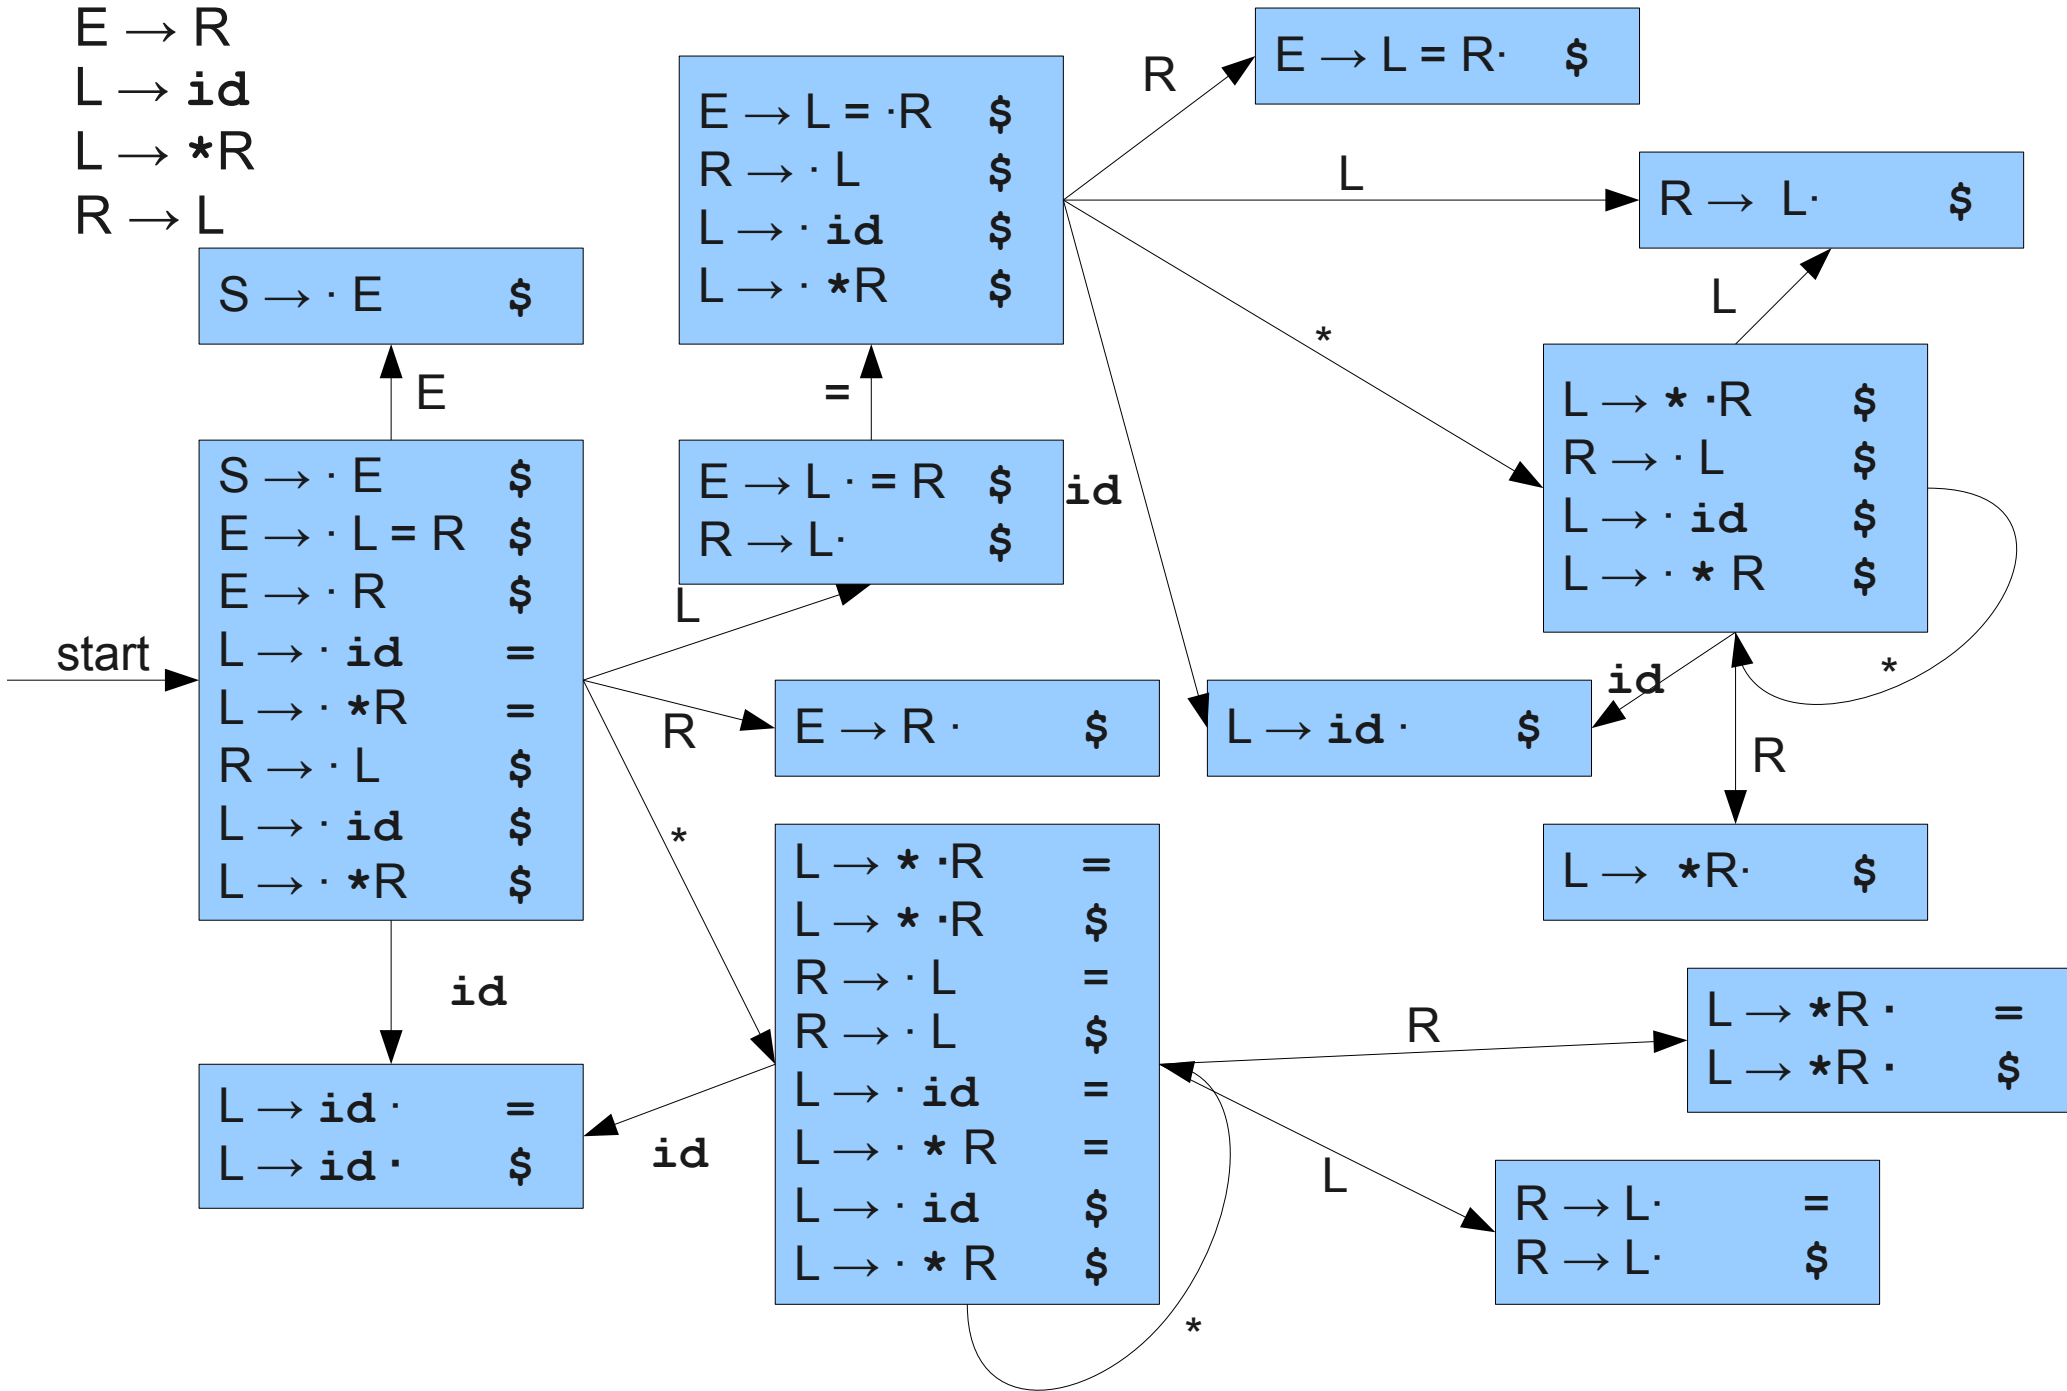 E → R
L → id
L → *R
R → L
S → · E $
E
S → · E $
E → · L = R $
E → · R $
L → · id =
L → · *R =
R → · L $
L → · id $
L → · *R $
start
id
L → id · =
L → id · $
E → L = ·R $
R → · L $
L → · id $
L → · *R $
=
E → L · = R $
R → L· $
L
R
E → R · $
*
L → * ·R =
L → * ·R $
R → · L =
R → · L $
L → · id =
L → · * R =
L → · id $
L → · * R $
id
*
R
E → L = R· $
L
R → L· $
*
id
L
L → * ·R $
R → · L $
L → · id $
L → · * R $
*
id
L → id · $
R
L → *R· $
R
L → *R · =
L → *R · $
L
R → L· =
R → L· $